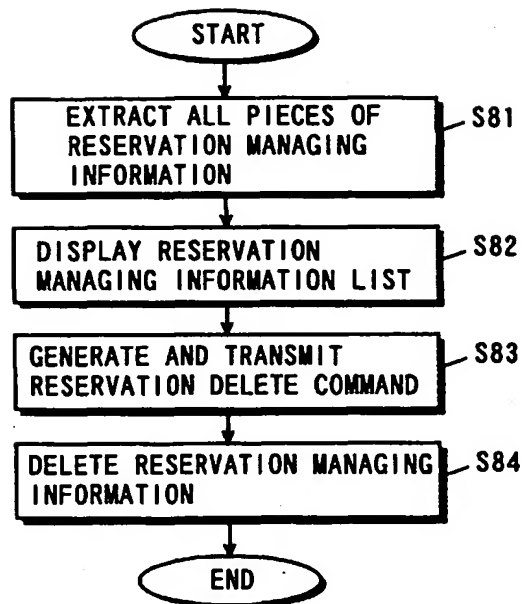 START
EXTRACT ALL PIECES OF
RESERVATION MANAGING
INFORMATION
S81
DISPLAY RESERVATION
MANAGING INFORMATION LIST
S82
GENERATE AND TRANSMIT
RESERVATION DELETE COMMAND
S83
DELETE RESERVATION MANAGING
INFORMATION
S84
END